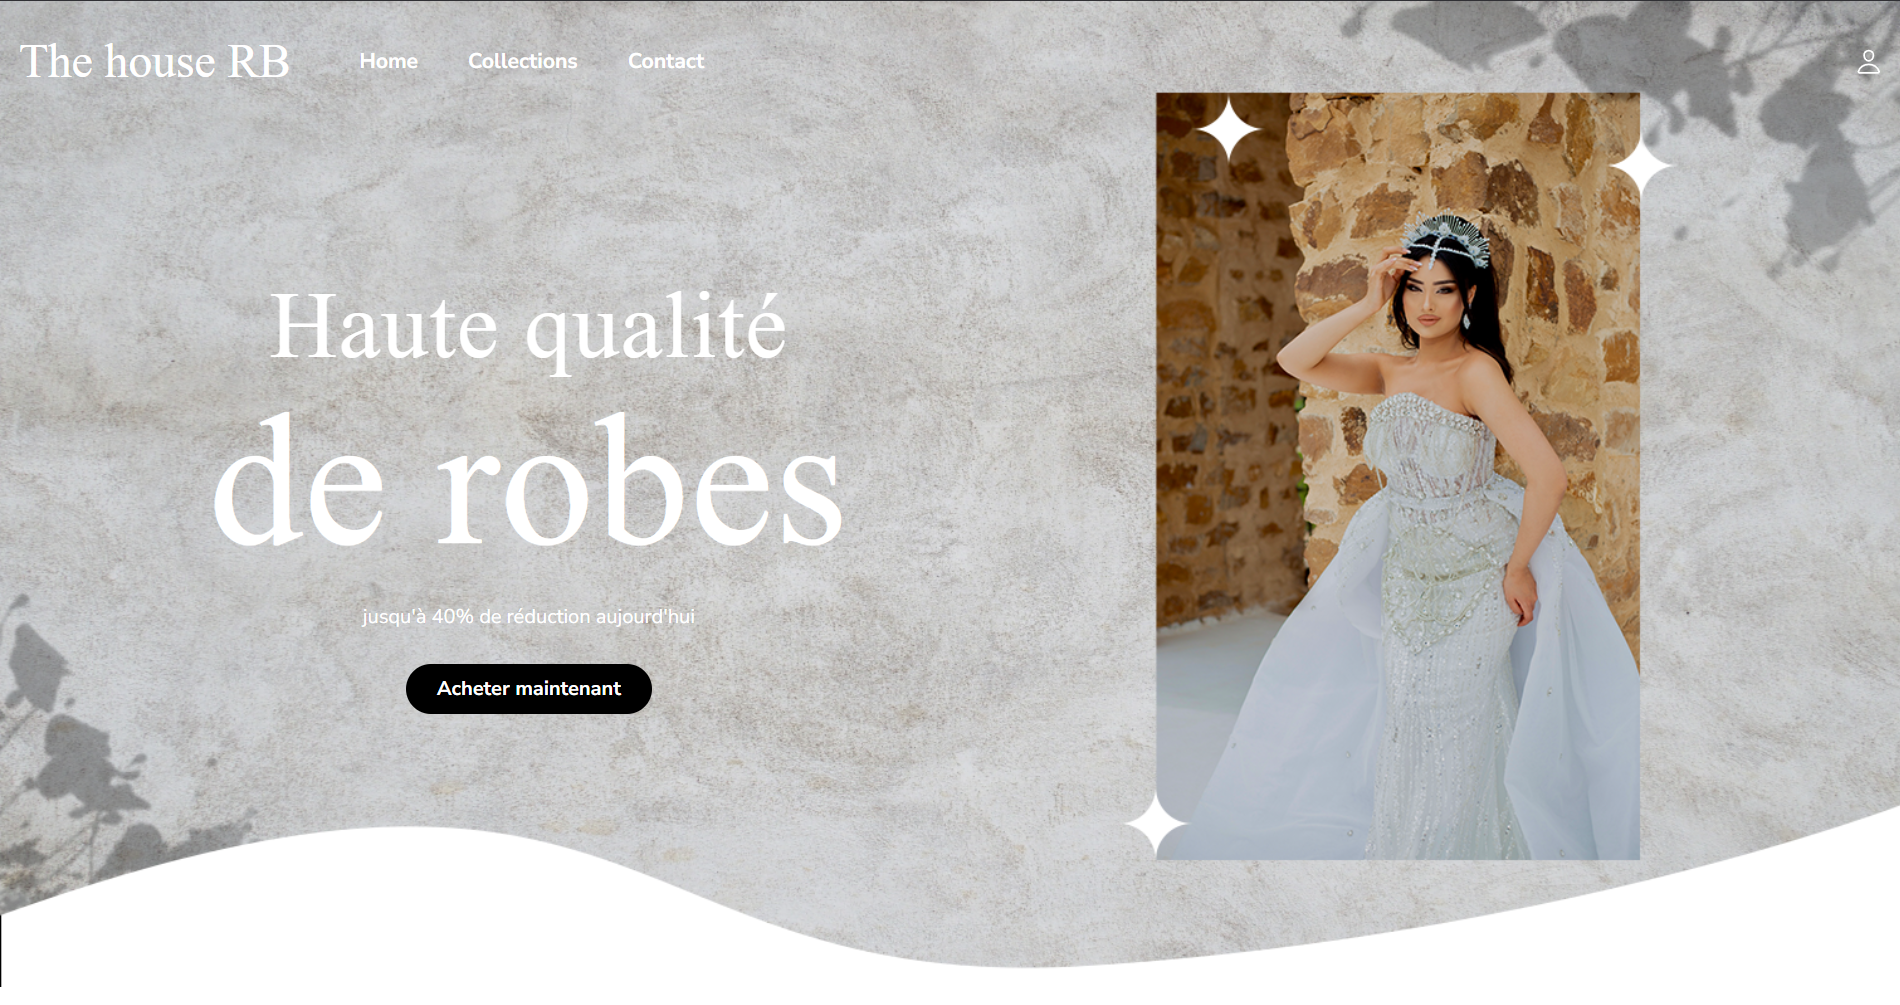 The house RB
Home
Collections
Contact
Haute qualité
de robes
jusqu'à 40% de réduction aujourd'hui
Acheter maintenant